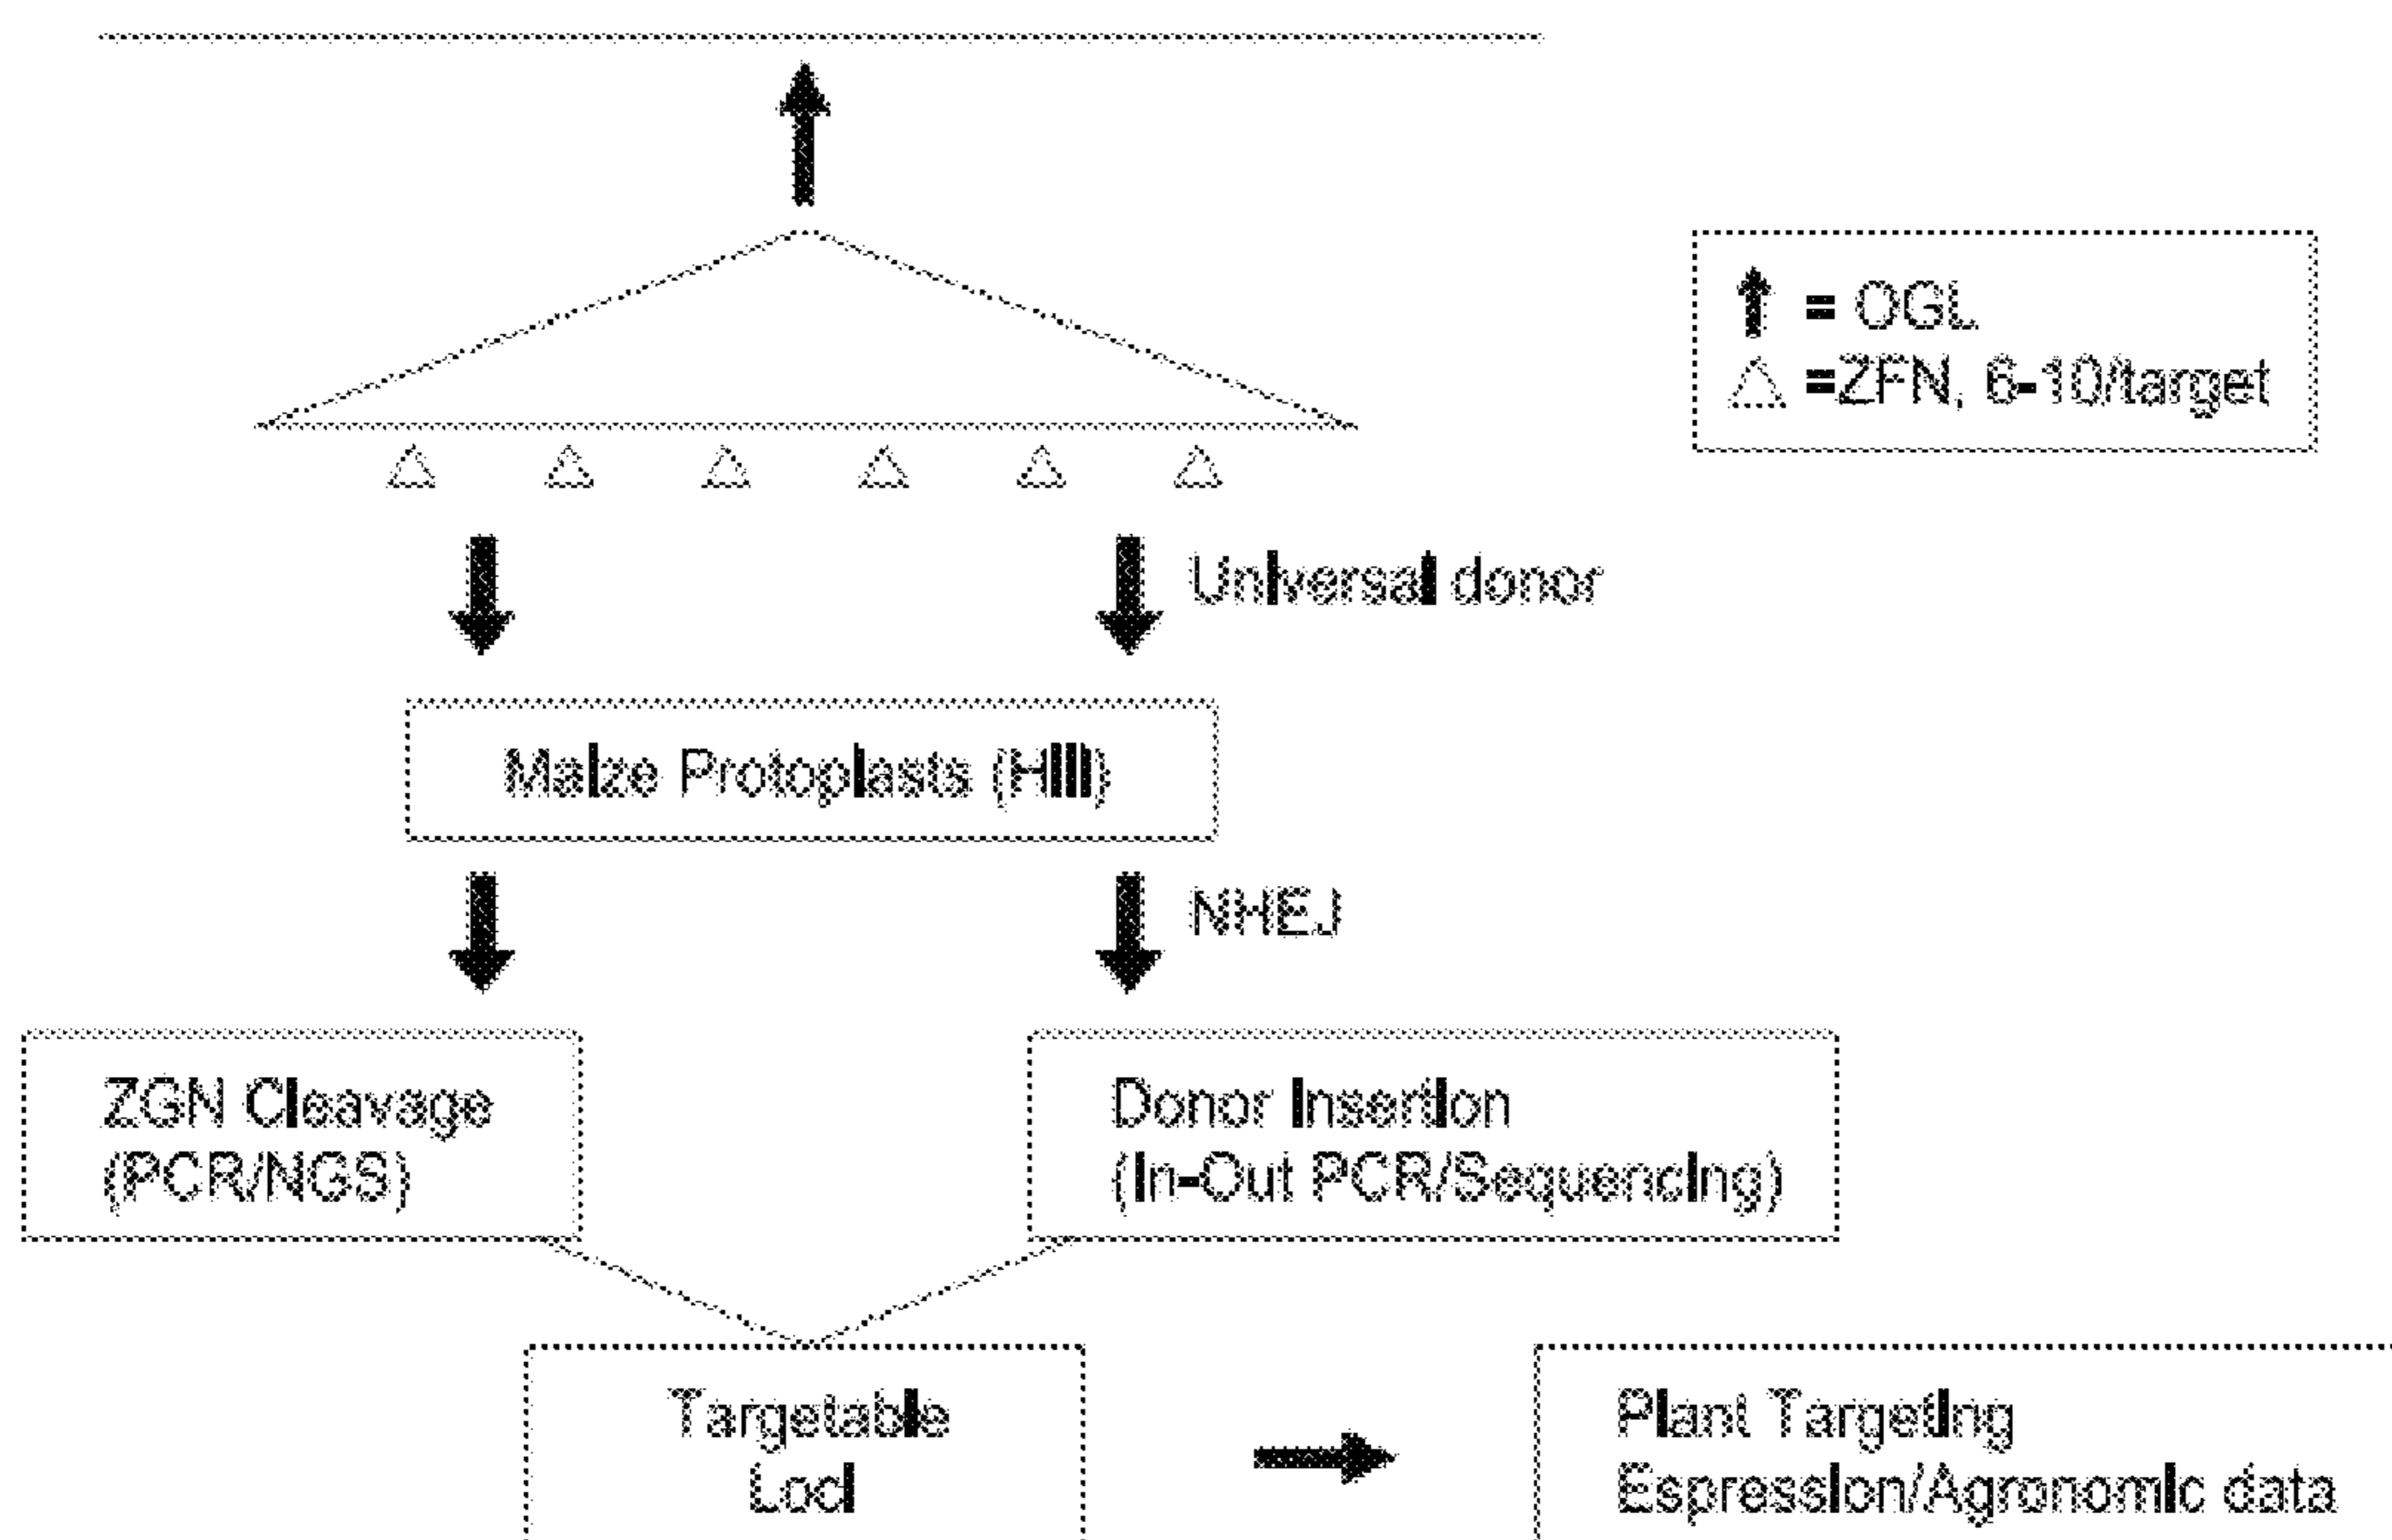 = OGL
=ZFN, 6-10/target
Universal donor
Maize Protoplasts (HiII)
NHEJ
ZGN Cleavage
(PCR/NGS)
Donor Insertion
(In-Out PCR/Sequencing)
Targetable
Loci
Plant Targeting
Espression/Agronomic data